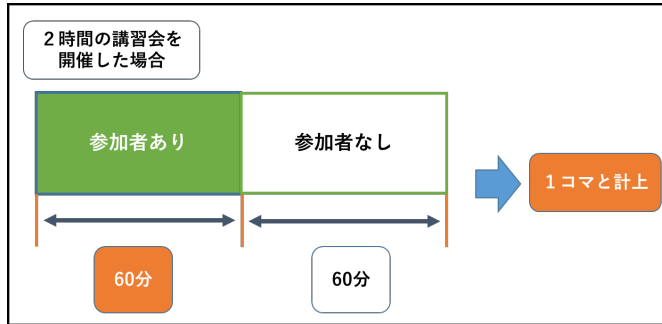 ２時間の講習会を
開催した場合
参加者あり
参加者なし
１コマと計上
60分
60分